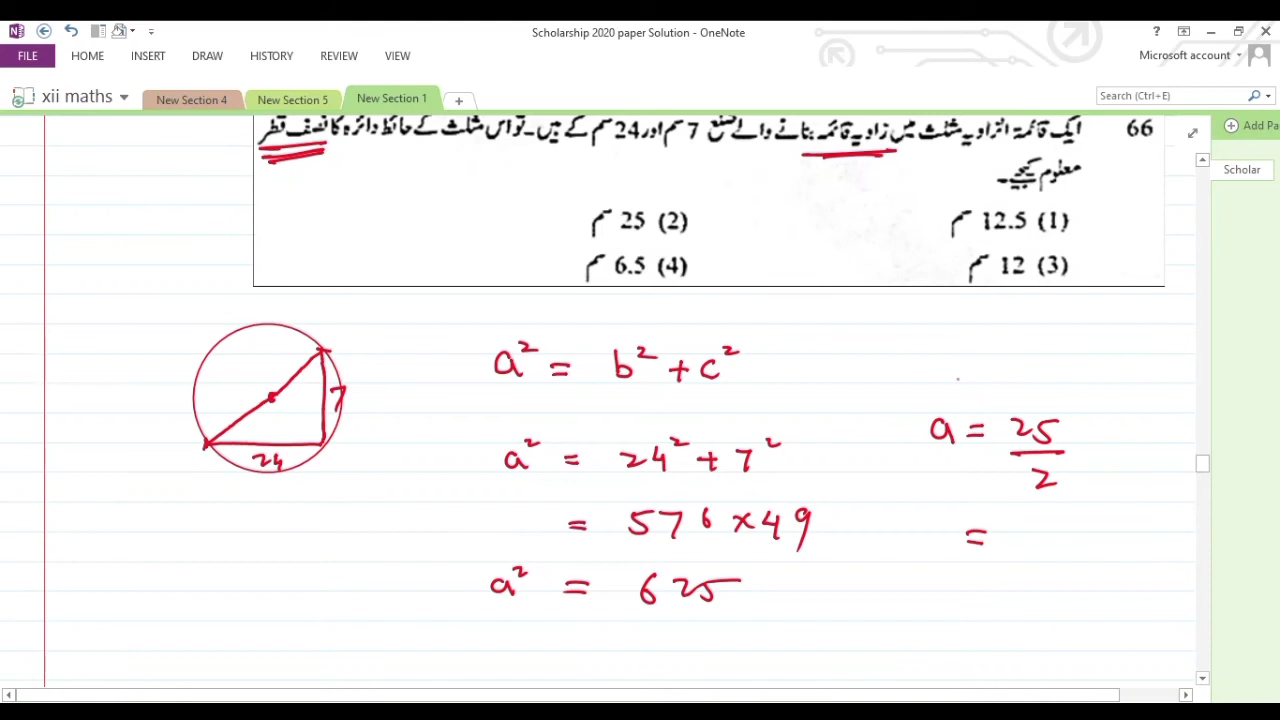 Scholarship 2020 paper Solution - OneNote
FILE HOME INSERT DRAW HISTORY REVIEW VIEW
Microsoft account
xii maths
New Section 4 New Section 5 New Section 1 +
Search (Ctrl+E)
Add Pa
Scholar
66 ایک قائمۃ الزاویہ مثلث میں زاویہ قائمہ بنانے والے ضلع 7 سم اور 24 سم کے ہیں۔ تو اس مثلث کے حائط دائرہ کا نصف قطر
معلوم کیجیے۔
(1) 12.5 سم (2) 25 سم
(3) 12 سم (4) 6.5 سم
7
24
a² = b² + c²
a² = 24² + 7²
= 576 × 49
a² = 625
a = 25/2
=